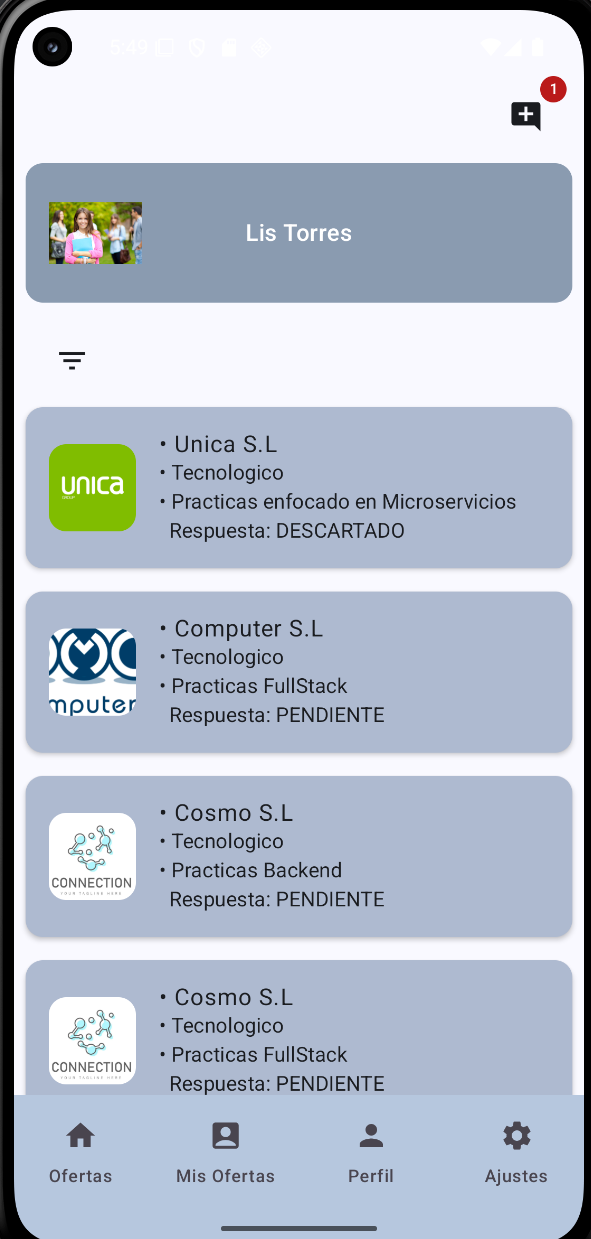 5:49
1
Lis Torres
unica
GROUP
• Unica S.L
• Tecnologico
• Practicas enfocado en Microservicios
Respuesta: DESCARTADO
mputer
• Computer S.L
• Tecnologico
• Practicas FullStack
Respuesta: PENDIENTE
CONNECTION
YOUR TAGLINE HERE
• Cosmo S.L
• Tecnologico
• Practicas Backend
Respuesta: PENDIENTE
CONNECTION
YOUR TAGLINE HERE
• Cosmo S.L
• Tecnologico
• Practicas FullStack
Respuesta: PENDIENTE
Ofertas
Mis Ofertas
Perfil
Ajustes